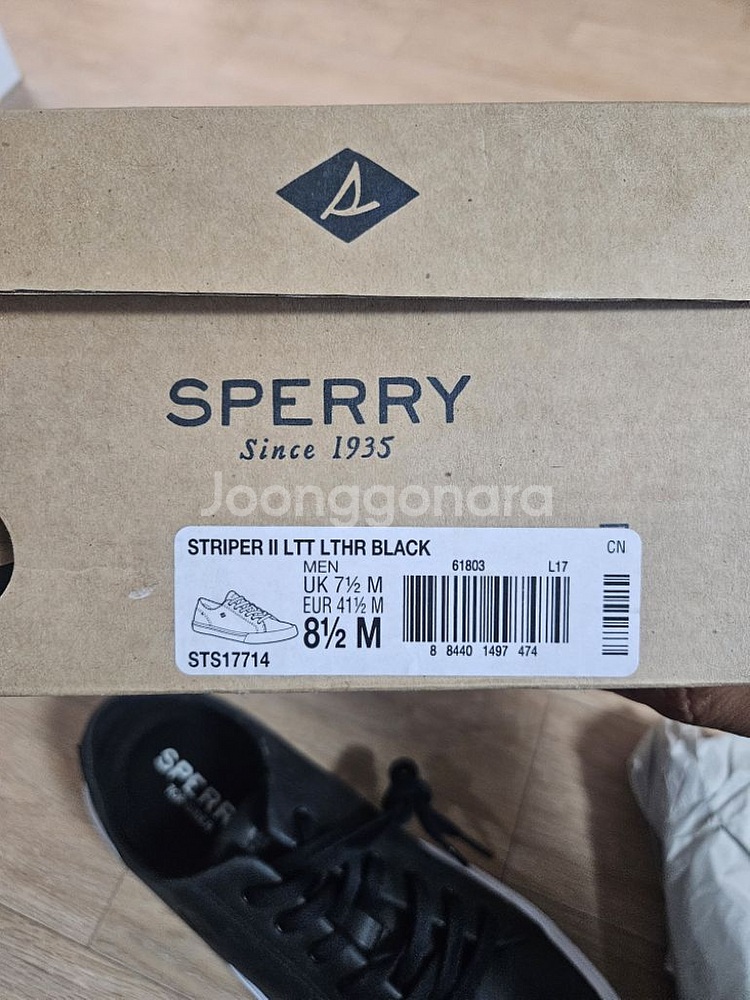 SPERRY
Since 1935
Joonggonara
STRIPER II LTT LTHR BLACK
CN
MEN
61803
L17
UK 7½ M
EUR 41½ M
8½ M
8 8440 1497 474
STS17714
SPERRY